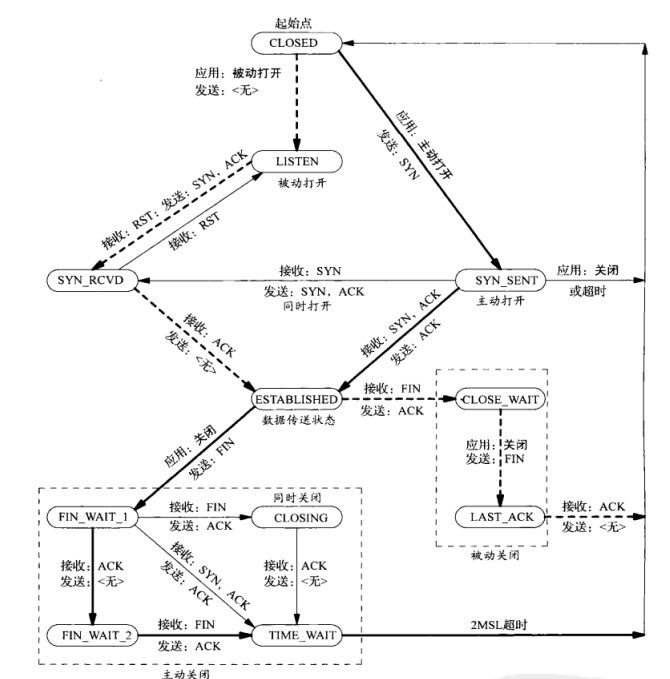 起始点
CLOSED
应用：被动打开
发送：<无>
应用：主动打开
发送：SYN
LISTEN
被动打开
接收：RST；发送：SYN，ACK
接收：RST
SYN_RCVD
接收：SYN
发送：SYN，ACK
同时打开
SYN_SENT
主动打开
应用：关闭
或超时
接收：ACK
发送：<无>
接收：SYN，ACK
发送：ACK
ESTABLISHED
数据传送状态
接收：FIN
发送：ACK
CLOSE_WAIT
应用：关闭
发送：FIN
应用：关闭
发送：FIN
LAST_ACK
接收：ACK
发送：<无>
被动关闭
FIN_WAIT_1
接收：FIN
发送：ACK
同时关闭
CLOSING
接收：ACK
发送：<无>
接收：SYN，ACK
发送：ACK
接收：ACK
发送：<无>
FIN_WAIT_2
接收：FIN
发送：ACK
TIME_WAIT
2MSL超时
主动关闭